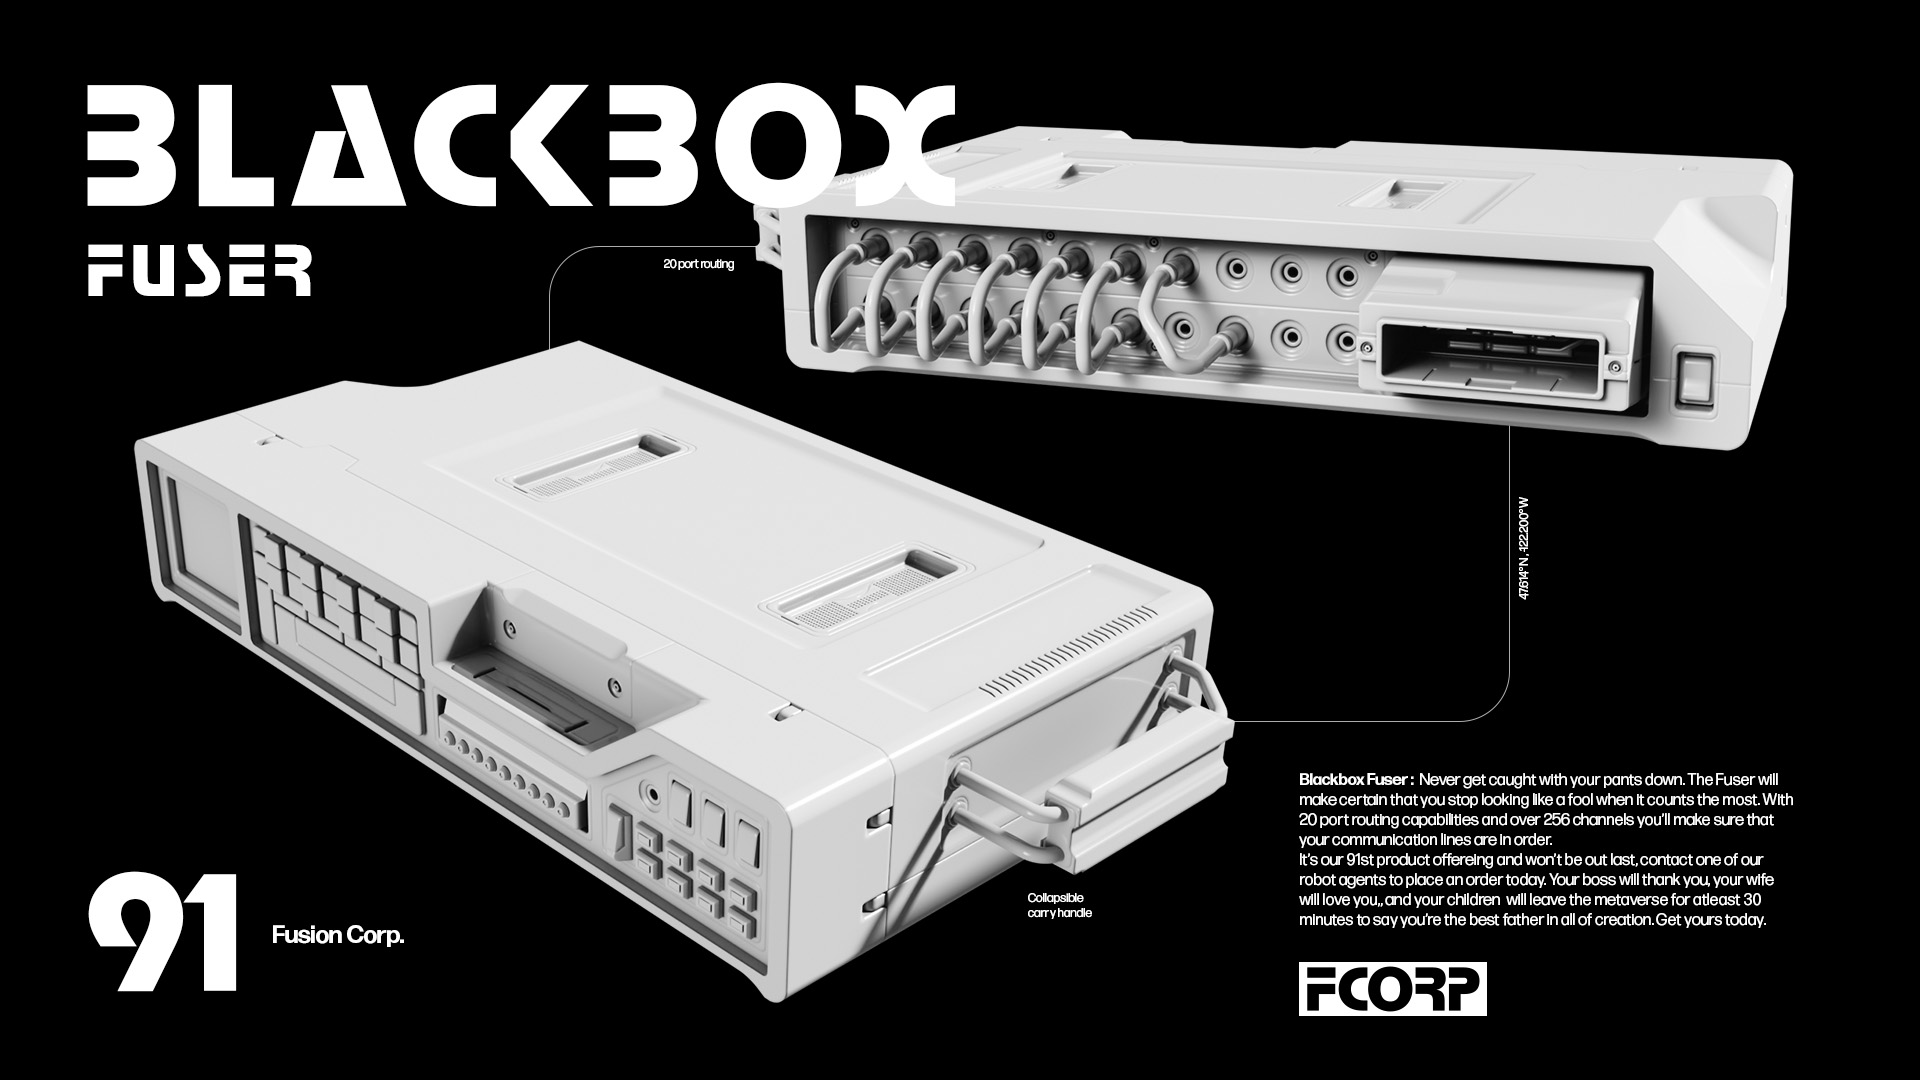 BLACKBOX
FUSER
20 port routing
47.614°N, -122.200°W
Collapsible
carry handle
Blackbox Fuser : Never get caught with your pants down. The Fuser will
make certain that you stop looking like a fool when it counts the most. With
20 port routing capabilities and over 256 channels you'll make sure that
your communication lines are in order.
It's our 91st product offereing and won't be out last, contact one of our
robot agents to place an order today. Your boss will thank you, your wife
will love you,, and your children will leave the metaverse for atleast 30
minutes to say you're the best father in all of creation. Get yours today.
91
Fusion Corp.
FCORP